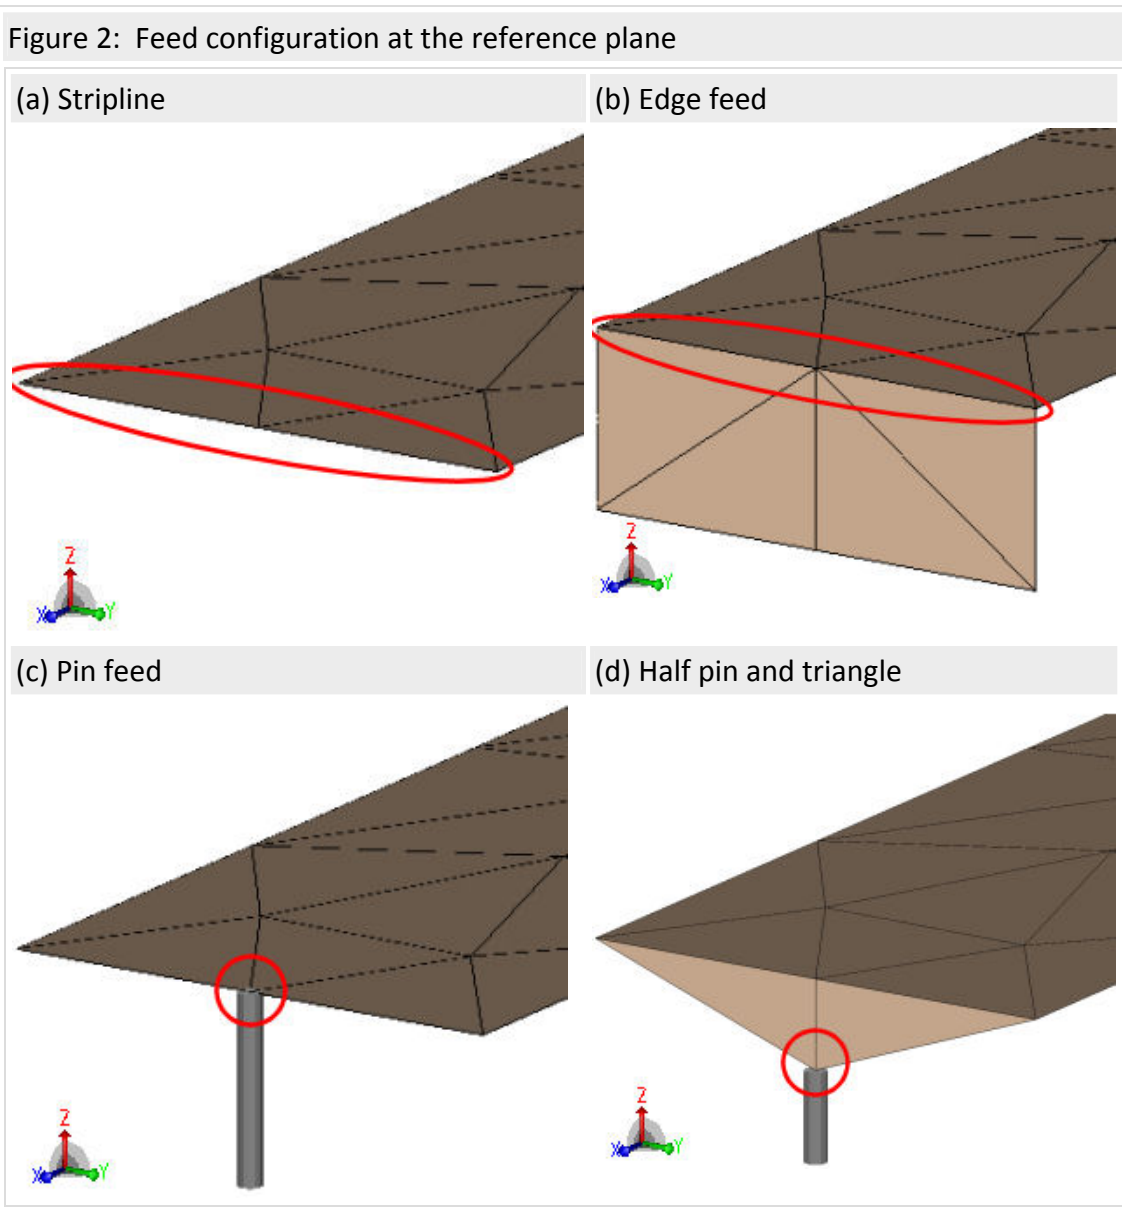 Figure 2: Feed configuration at the reference plane
(a) Stripline
(b) Edge feed
Z
X
Y
Z
X
Y
(c) Pin feed
(d) Half pin and triangle
Z
X
Y
Z
X
Y